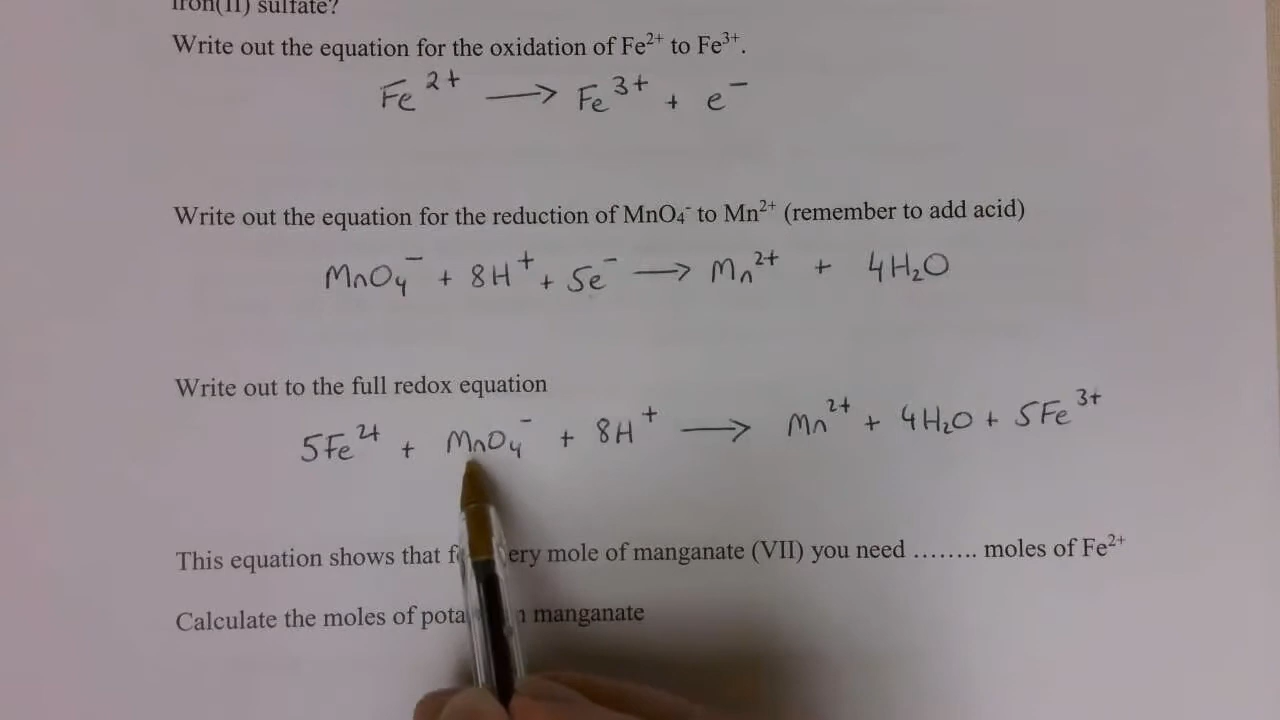 iron(II) sulfate?
Write out the equation for the oxidation of Fe²⁺ to Fe³⁺.
Fe²⁺ → Fe³⁺ + e⁻
Write out the equation for the reduction of MnO₄⁻ to Mn²⁺ (remember to add acid)
MnO₄⁻ + 8H⁺ + 5e⁻ → Mn²⁺ + 4H₂O
Write out to the full redox equation
5Fe²⁺ + MnO₄⁻ + 8H⁺ → Mn²⁺ + 4H₂O + 5Fe³⁺
This equation shows that mole of manganate (VII) you need …….. moles of Fe²⁺
Calculate the moles of manganate